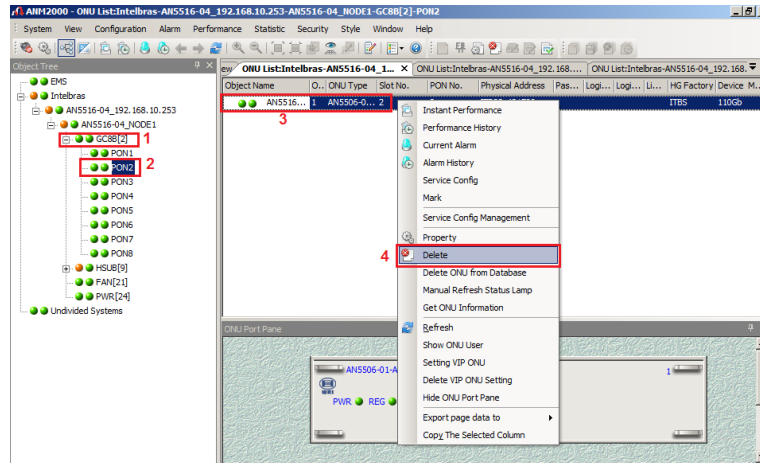 ANM2000 - ONU List:Intelbras-AN5516-04_192.168.10.253-AN5516-04_NODE1-GC8B[2]-PON2
System View Configuration Alarm Performance Statistic Security Style Window Help
Object Tree
ew ONU List:Intelbras-AN5516-04_1... X ONU List:Intelbras-AN5516-04_192.168.... ONU List:Intelbras-AN5516-04_192.168.
Object Name O.. ONU Type Slot No. PON No. Physical Address Pas... Logi... Logi... Li... HG Factory Device M..
AN5516... 1 AN5506-0... 2 ITBS 110Gb
EMS
Intelbras
AN5516-04_192.168.10.253
AN5516-04_NODE1
GC8B[2] 1
PON1
PON2 2
PON3
PON4
PON5
PON6
PON7
PON8
HSUB[9]
FAN[21]
PWR[24]
Undivided Systems
3
Instant Performance
Performance History
Current Alarm
Alarm History
Service Config
Mark
Service Config Management
Property
4 Delete
Delete ONU from Database
Manual Refresh Status Lamp
Get ONU Information
Refresh
Show ONU User
Setting VIP ONU
Delete VIP ONU Setting
Hide ONU Port Pane
Export page data to
Copy The Selected Column
ONU Port Pane
AN5506-01-A
1
PWR REG